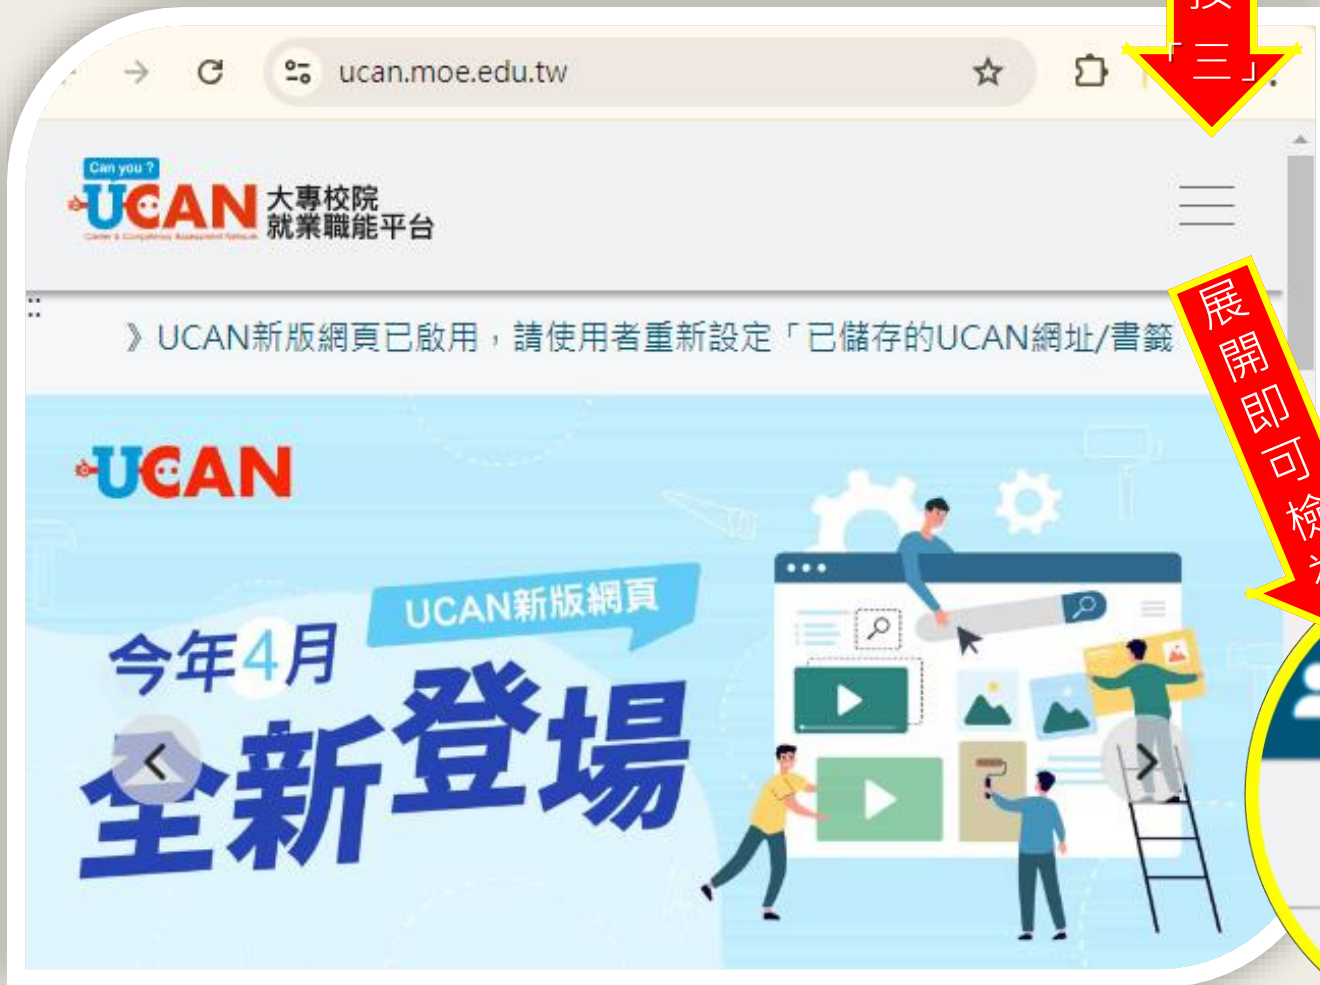 按
「三」
ucan.moe.edu.tw
Can you ?
UCAN 大專校院
就業職能平台
》UCAN新版網頁已啟用，請使用者重新設定「已儲存的UCAN網址/書籤
展開即可檢
UCAN
UCAN新版網頁
今年4月
全新登場